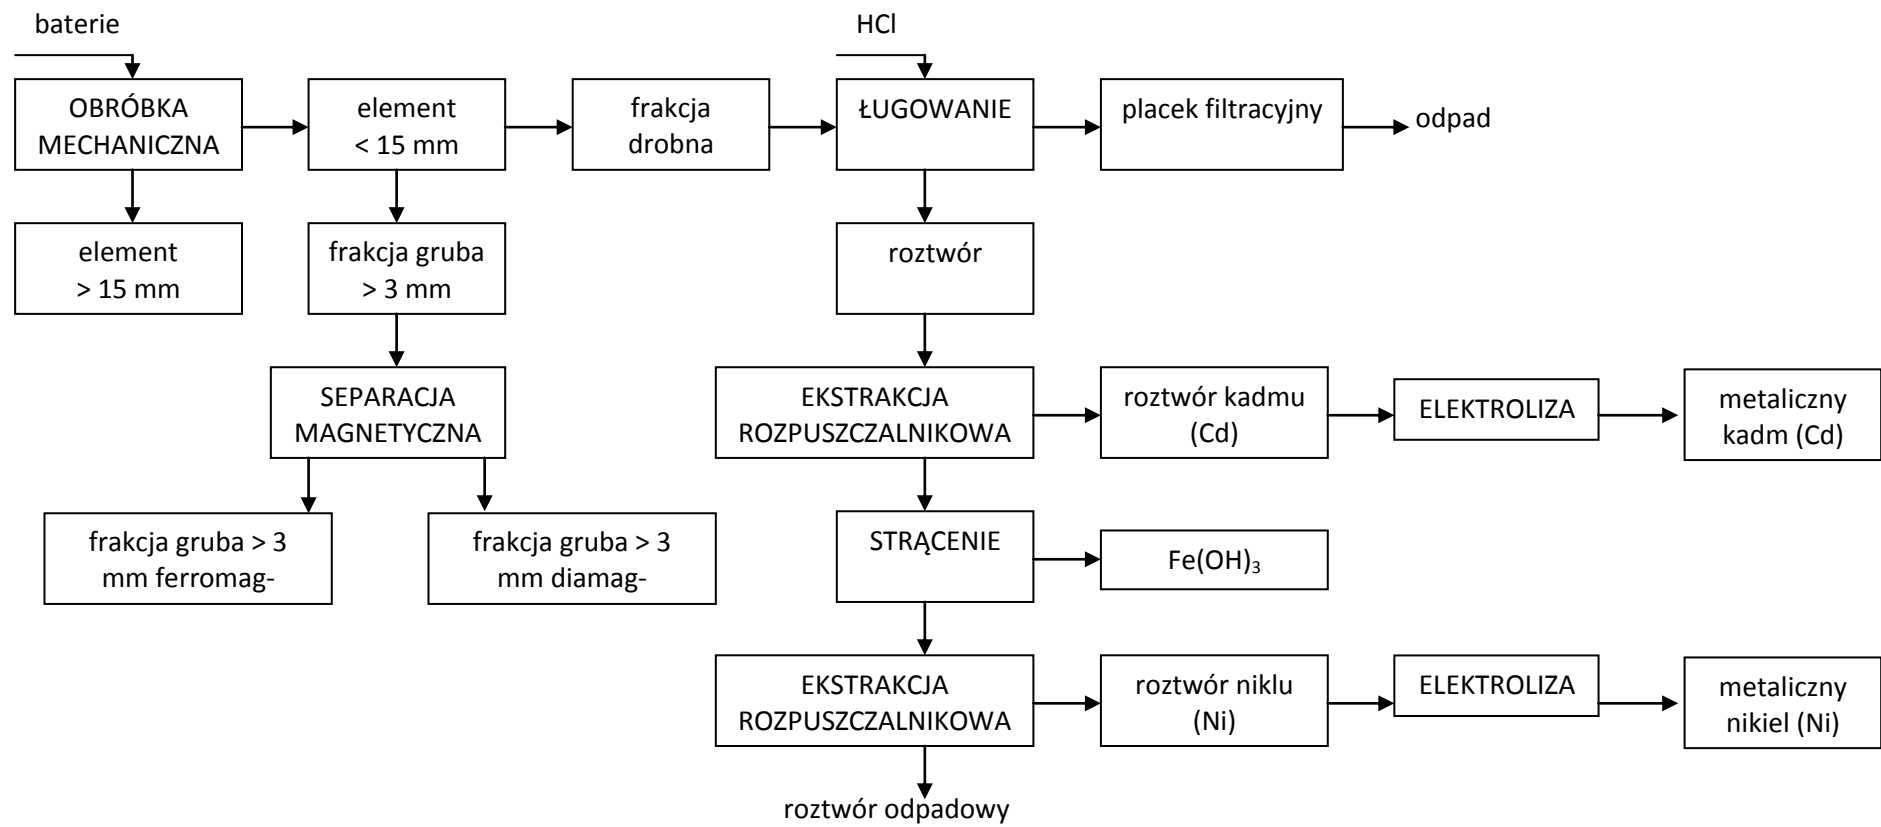 baterie
HCl
OBRÓBKA
MECHANICZNA
element
< 15 mm
frakcja
drobna
ŁUGOWANIE
placek filtracyjny
odpad
element
> 15 mm
frakcja gruba
> 3 mm
roztwór
SEPARACJA
MAGNETYCZNA
EKSTRAKCJA
ROZPUSZCZALNIKOWA
roztwór kadmu
(Cd)
ELEKTROLIZA
metaliczny
kadm (Cd)
frakcja gruba > 3
mm ferromag-
frakcja gruba > 3
mm diamag-
STRĄCENIE
Fe(OH)₃
EKSTRAKCJA
ROZPUSZCZALNIKOWA
roztwór niklu
(Ni)
ELEKTROLIZA
metaliczny
nikiel (Ni)
roztwór odpadowy